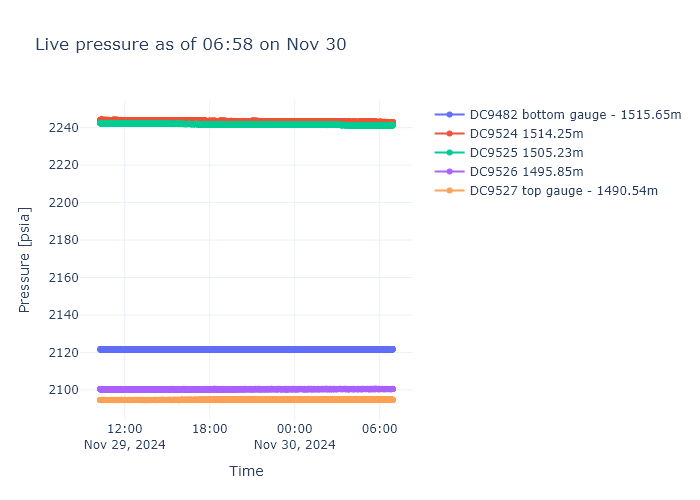 Live pressure as of 06:58 on Nov 30
DC9482 bottom gauge - 1515.65m
DC9524 1514.25m
DC9525 1505.23m
DC9526 1495.85m
DC9527 top gauge - 1490.54m
Pressure [psia]
2240
2220
2200
2180
2160
2140
2120
2100
12:00
Nov 29, 2024
18:00
00:00
Nov 30, 2024
06:00
Time